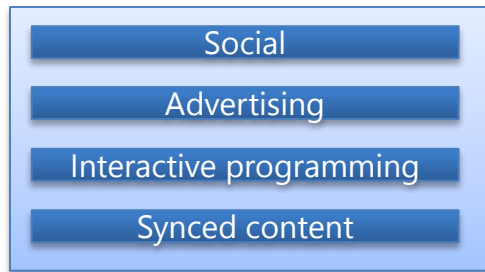 Social
Advertising
Interactive programming
Synced content